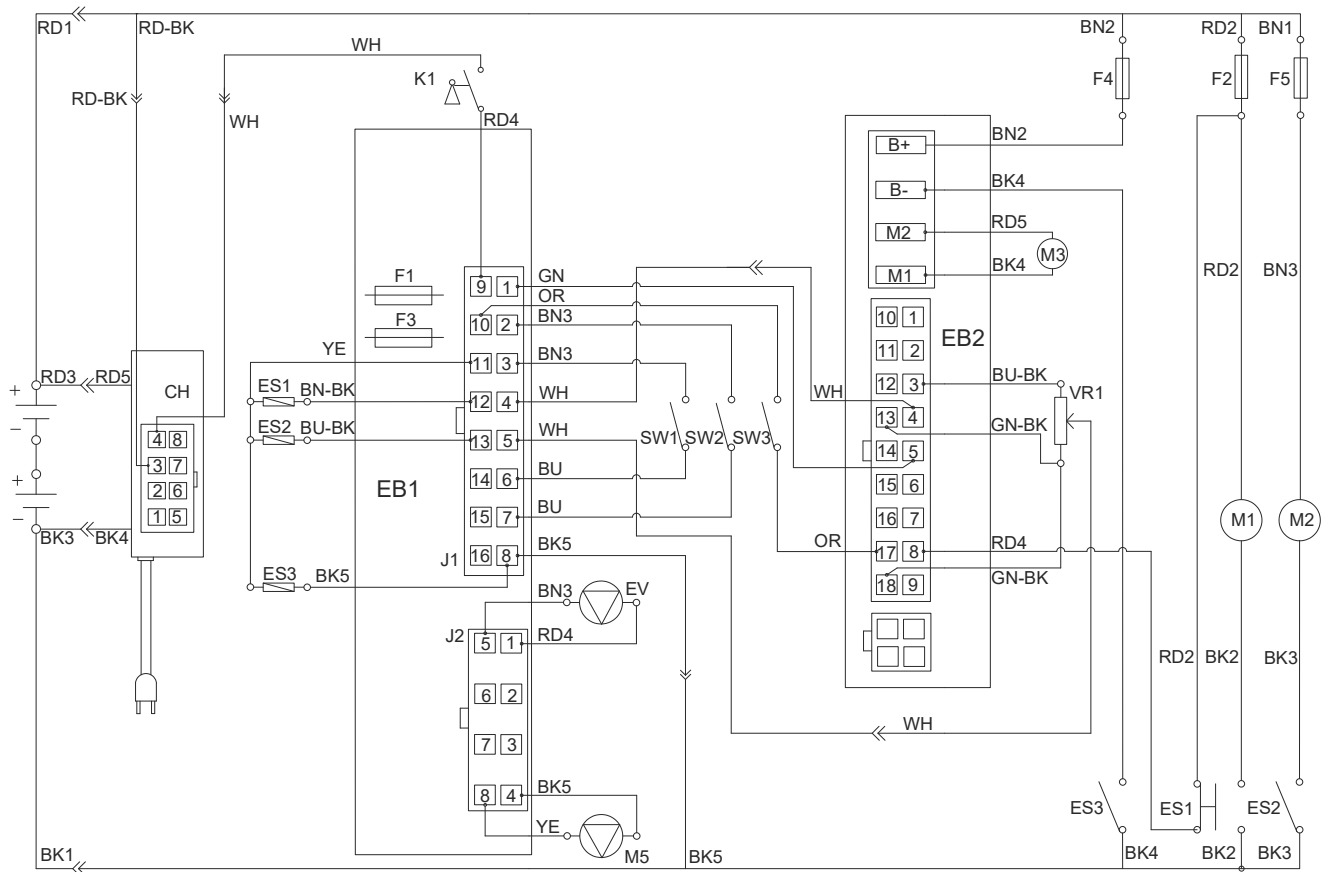 RD1
RD-BK
BN2
RD2
BN1
WH
K1
F4
F2
F5
RD-BK
WH
RD4
B+
BN2
B-
BK4
M2
RD5
M3
M1
BK4
RD2
BN3
F1
9
1
GN
OR
F3
10
2
BN3
10
1
EB2
11
2
YE
11
3
BN3
+
RD3
RD5
CH
ES1
BN-BK
12
4
WH
WH
12
3
BU-BK
VR1
-
13
4
GN-BK
4
8
ES2
BU-BK
13
5
WH
SW1
SW2
SW3
14
5
3
7
+
EB1
14
6
BU
15
6
2
6
-
1
5
15
7
BU
16
7
M1
M2
BK3
BK4
J1
16
8
BK5
OR
17
8
RD4
ES3
BK5
18
9
GN-BK
BN3
EV
J2
5
1
RD4
RD2
BK2
BK3
6
2
7
3
WH
8
4
BK5
ES3
ES1
ES2
YE
M5
BK1
BK5
BK4
BK2
BK3